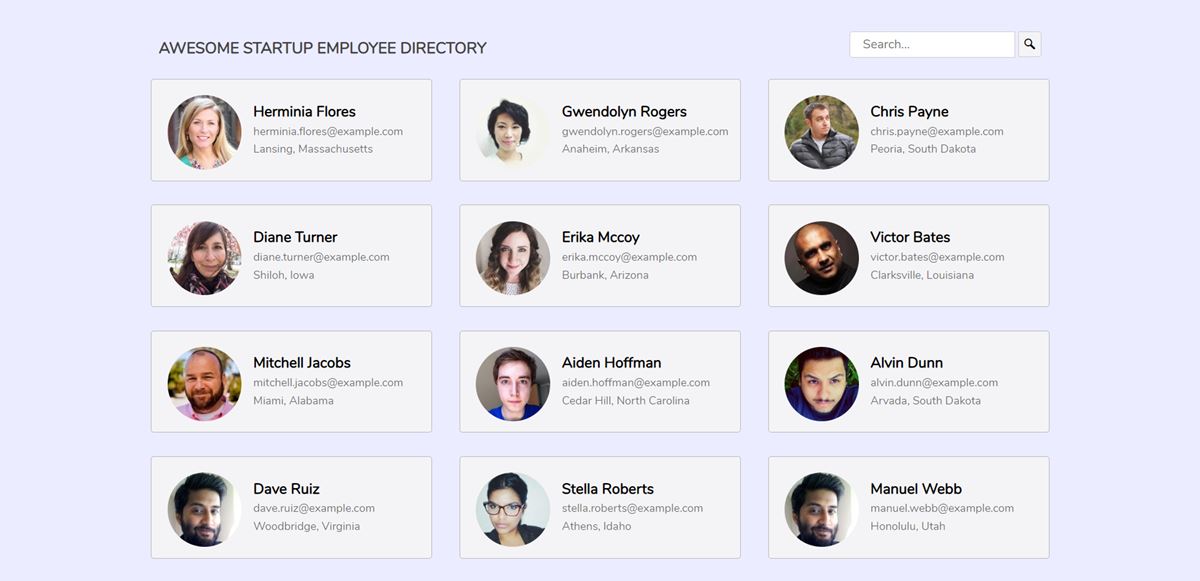 AWESOME STARTUP EMPLOYEE DIRECTORY
Search...
Herminia Flores
herminia.flores@example.com
Lansing, Massachusetts
Gwendolyn Rogers
gwendolyn.rogers@example.com
Anaheim, Arkansas
Chris Payne
chris.payne@example.com
Peoria, South Dakota
Diane Turner
diane.turner@example.com
Shiloh, Iowa
Erika Mccoy
erika.mccoy@example.com
Burbank, Arizona
Victor Bates
victor.bates@example.com
Clarksville, Louisiana
Mitchell Jacobs
mitchell.jacobs@example.com
Miami, Alabama
Aiden Hoffman
aiden.hoffman@example.com
Cedar Hill, North Carolina
Alvin Dunn
alvin.dunn@example.com
Arvada, South Dakota
Dave Ruiz
dave.ruiz@example.com
Woodbridge, Virginia
Stella Roberts
stella.roberts@example.com
Athens, Idaho
Manuel Webb
manuel.webb@example.com
Honolulu, Utah